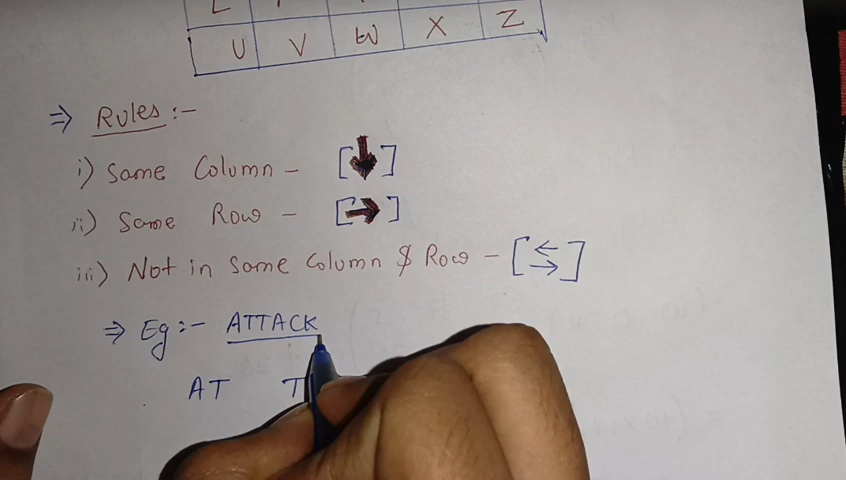 U V W X Z
⇒ Rules :-
i) Same Column - [↓]
ii) Same Row - [→]
iii) Not in Same Column & Row - [⇆]
⇒ Eg :- ATTACK
AT T